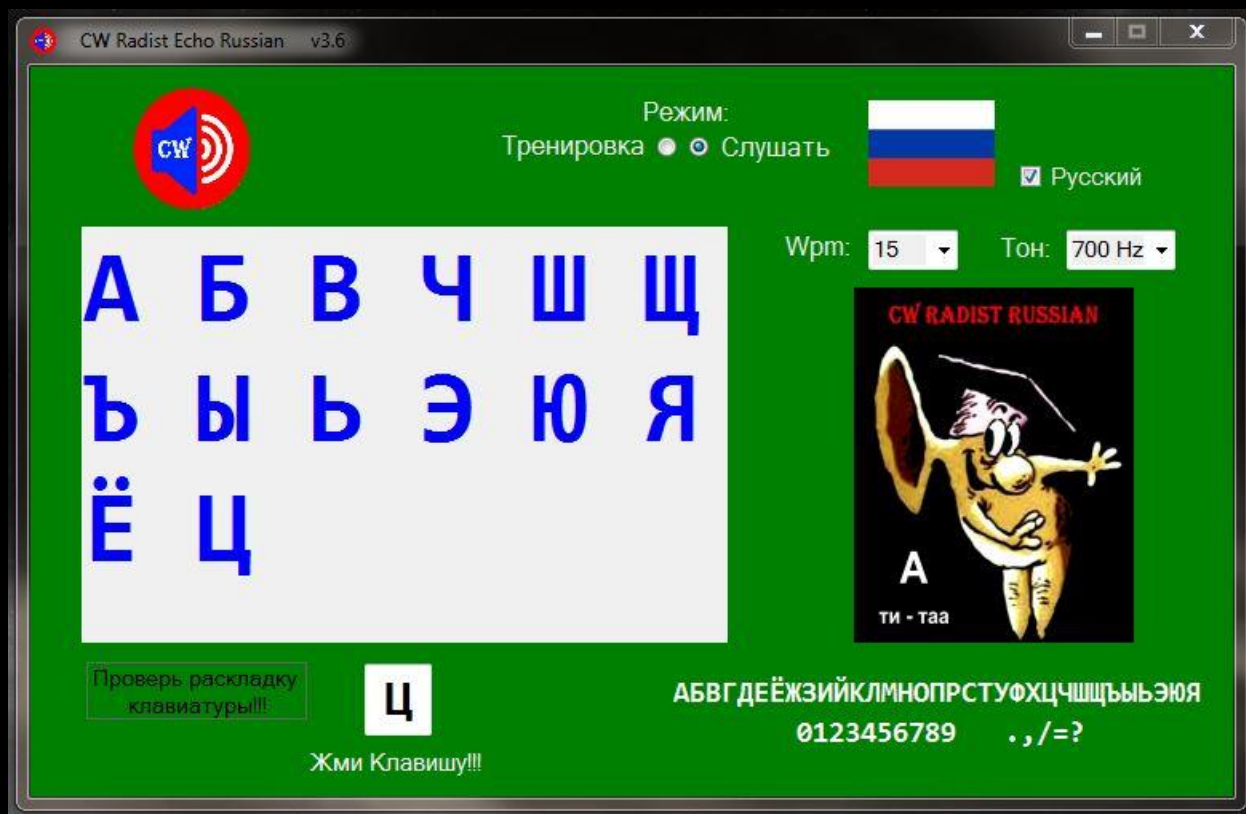 CW Radist Echo Russian v3.6
CW
Режим:
Тренировка Слушать
Русский
Wpm: 15 Тон: 700 Hz
А Б В Ч Ш Щ
Ъ Ы Ь Э Ю Я
Ё Ц
CW RADIST RUSSIAN
А
ти - таа
Проверь раскладку
клавиатуры!!!
Ц
Жми Клавишу!!!
АБВГДЕЁЖЗИЙКЛМНОПРСТУФХЦЧШЩЪЫЬЭЮЯ
0123456789 .,/=?